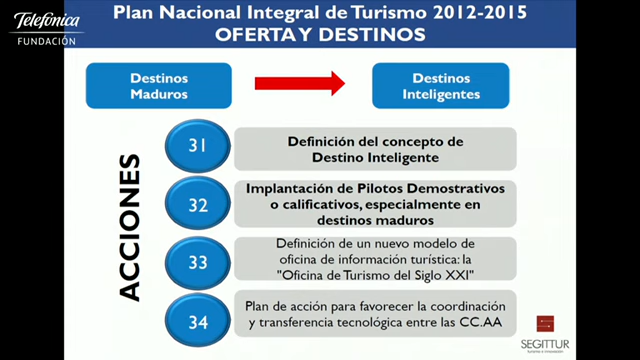 Telefónica
FUNDACIÓN
Plan Nacional Integral de Turismo 2012-2015
OFERTA Y DESTINOS
Destinos
Maduros
Destinos
Inteligentes
ACCIONES
31
Definición del concepto de
Destino Inteligente
32
Implantación de Pilotos Demostrativos
o calificativos, especialmente en
destinos maduros
33
Definición de un nuevo modelo de
oficina de información turística: la
"Oficina de Turismo del Siglo XXI"
34
Plan de acción para favorecer la coordinación
y transferencia tecnológica entre las CC.AA
SEGITTUR
Turismo e innovación